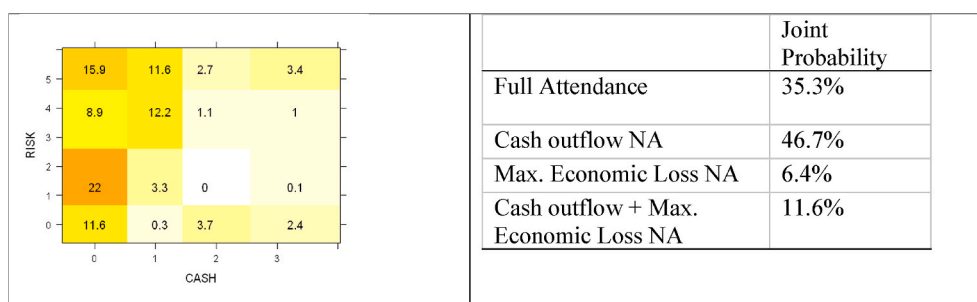 15.9 11.6 2.7 3.4
5
4
8.9 12.2 1.1 1
3
RISK
2
22 3.3 0 0.1
1
0
11.6 0.3 3.7 2.4
0 1 2 3
CASH
Joint
Probability
Full Attendance 35.3%
Cash outflow NA 46.7%
Max. Economic Loss NA 6.4%
Cash outflow + Max. 11.6%
Economic Loss NA